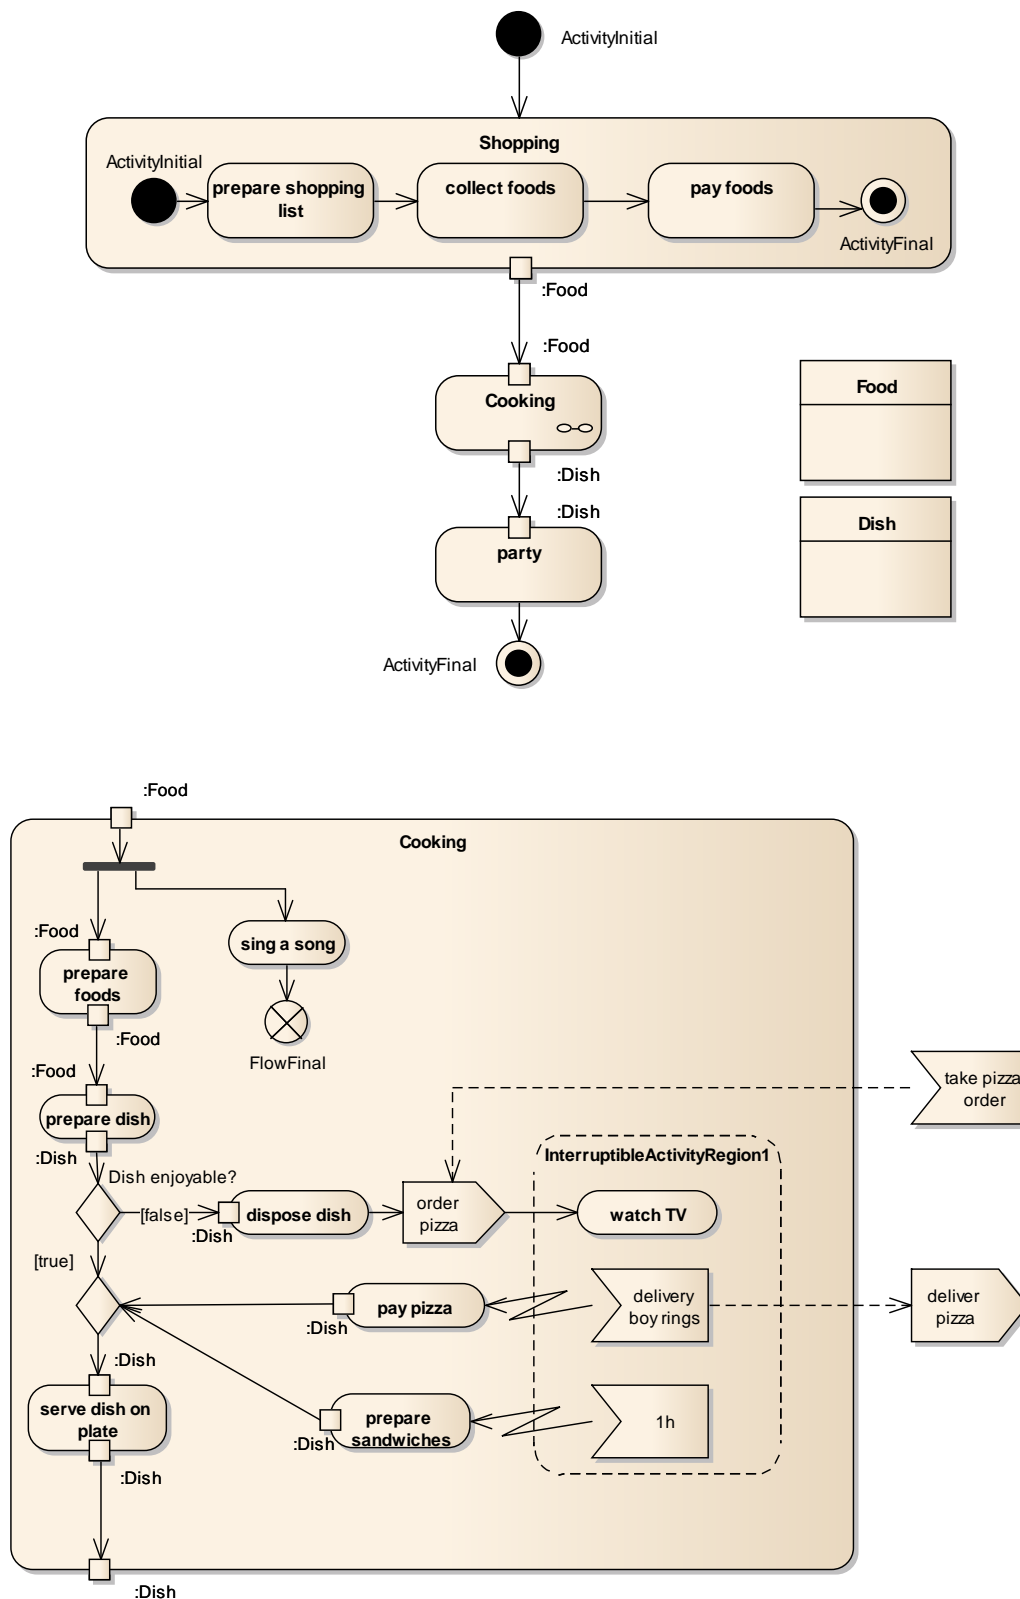 ActivityInitial
Shopping
ActivityInitial
prepare shopping
list
collect foods
pay foods
ActivityFinal
:Food
:Food
Cooking
:Dish
:Dish
party
ActivityFinal
Food
Dish
:Food
Cooking
:Food
prepare
foods
:Food
sing a song
FlowFinal
:Food
prepare dish
:Dish
take pizza
order
Dish enjoyable?
[false]
:Dish
dispose dish
order
pizza
InterruptibleActivityRegion1
watch TV
[true]
:Dish
pay pizza
delivery
boy rings
deliver
pizza
:Dish
serve dish on
plate
:Dish
prepare
sandwiches
1h
:Dish
:Dish